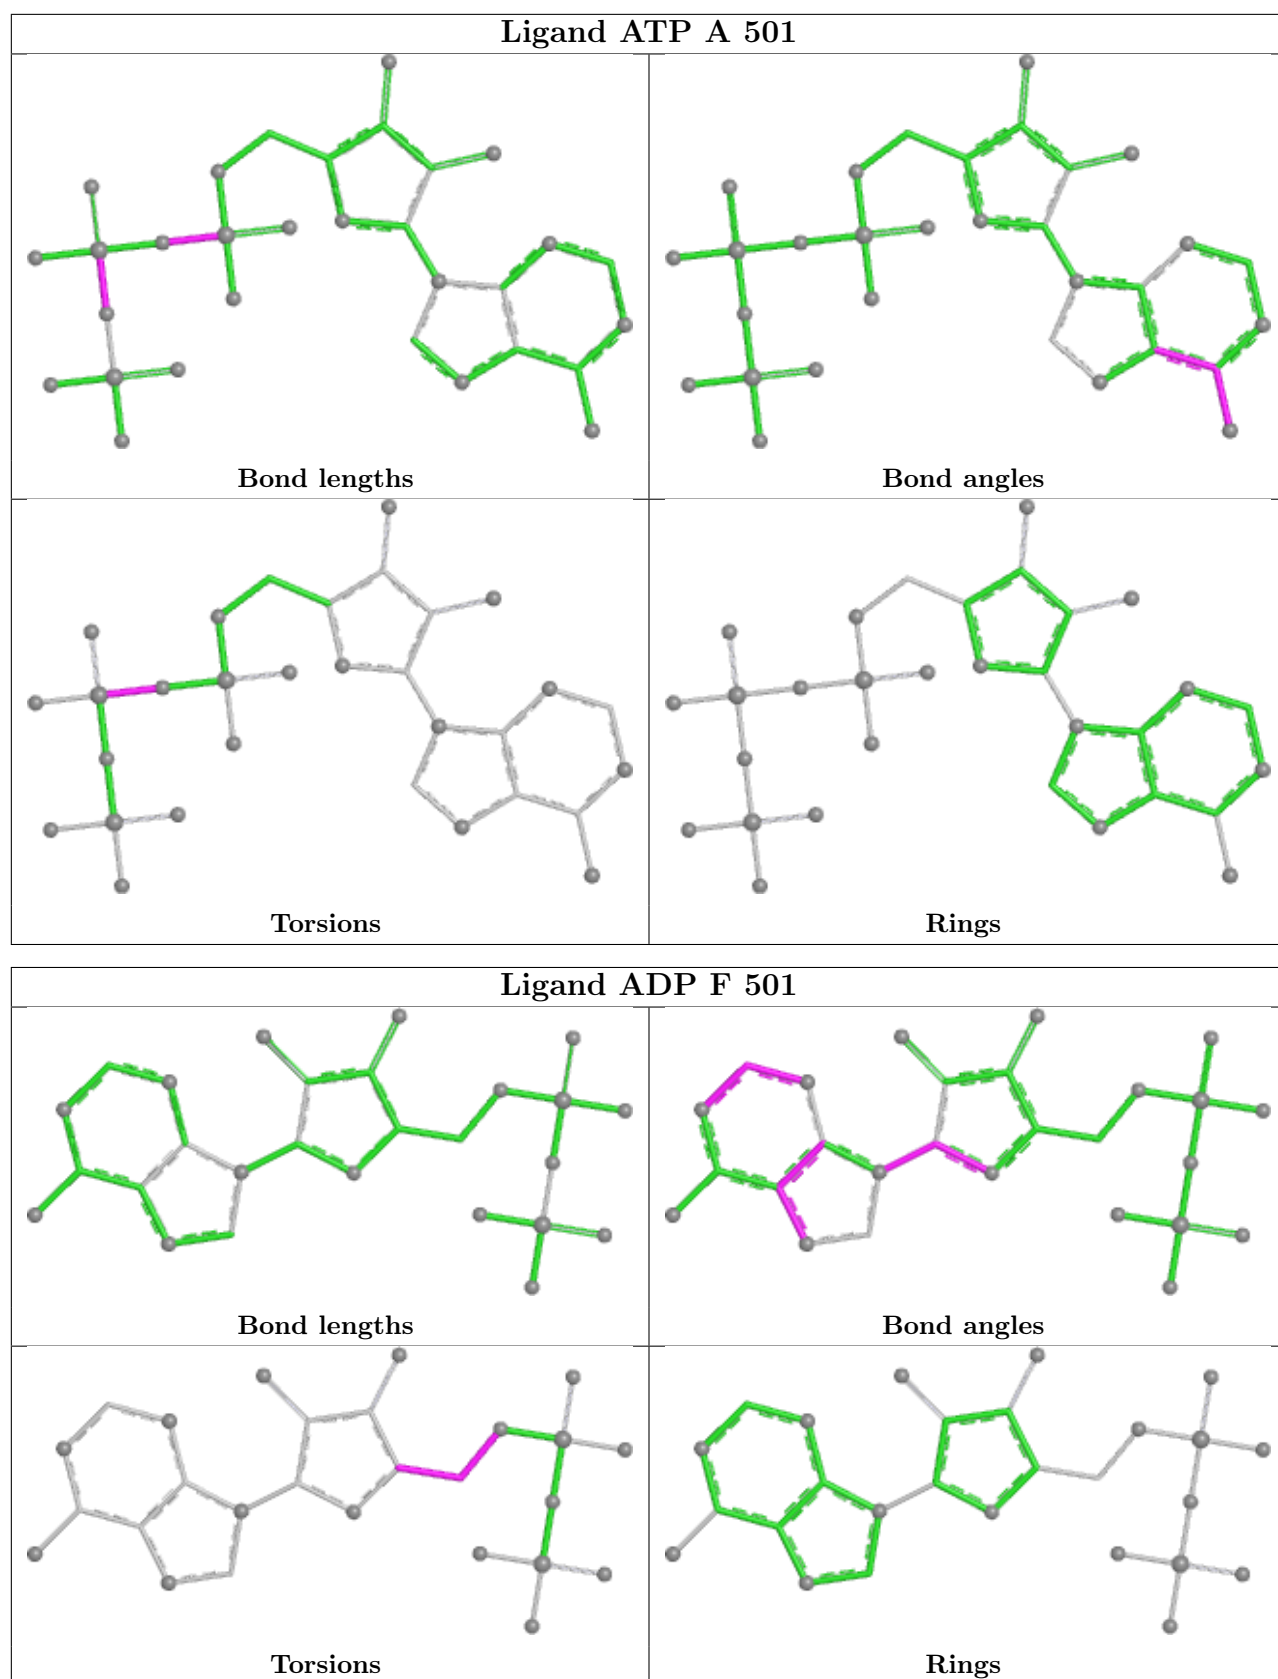 Ligand ATP A 501
Bond lengths
Bond angles
Torsions
Rings
Ligand ADP F 501
Bond lengths
Bond angles
Torsions
Rings